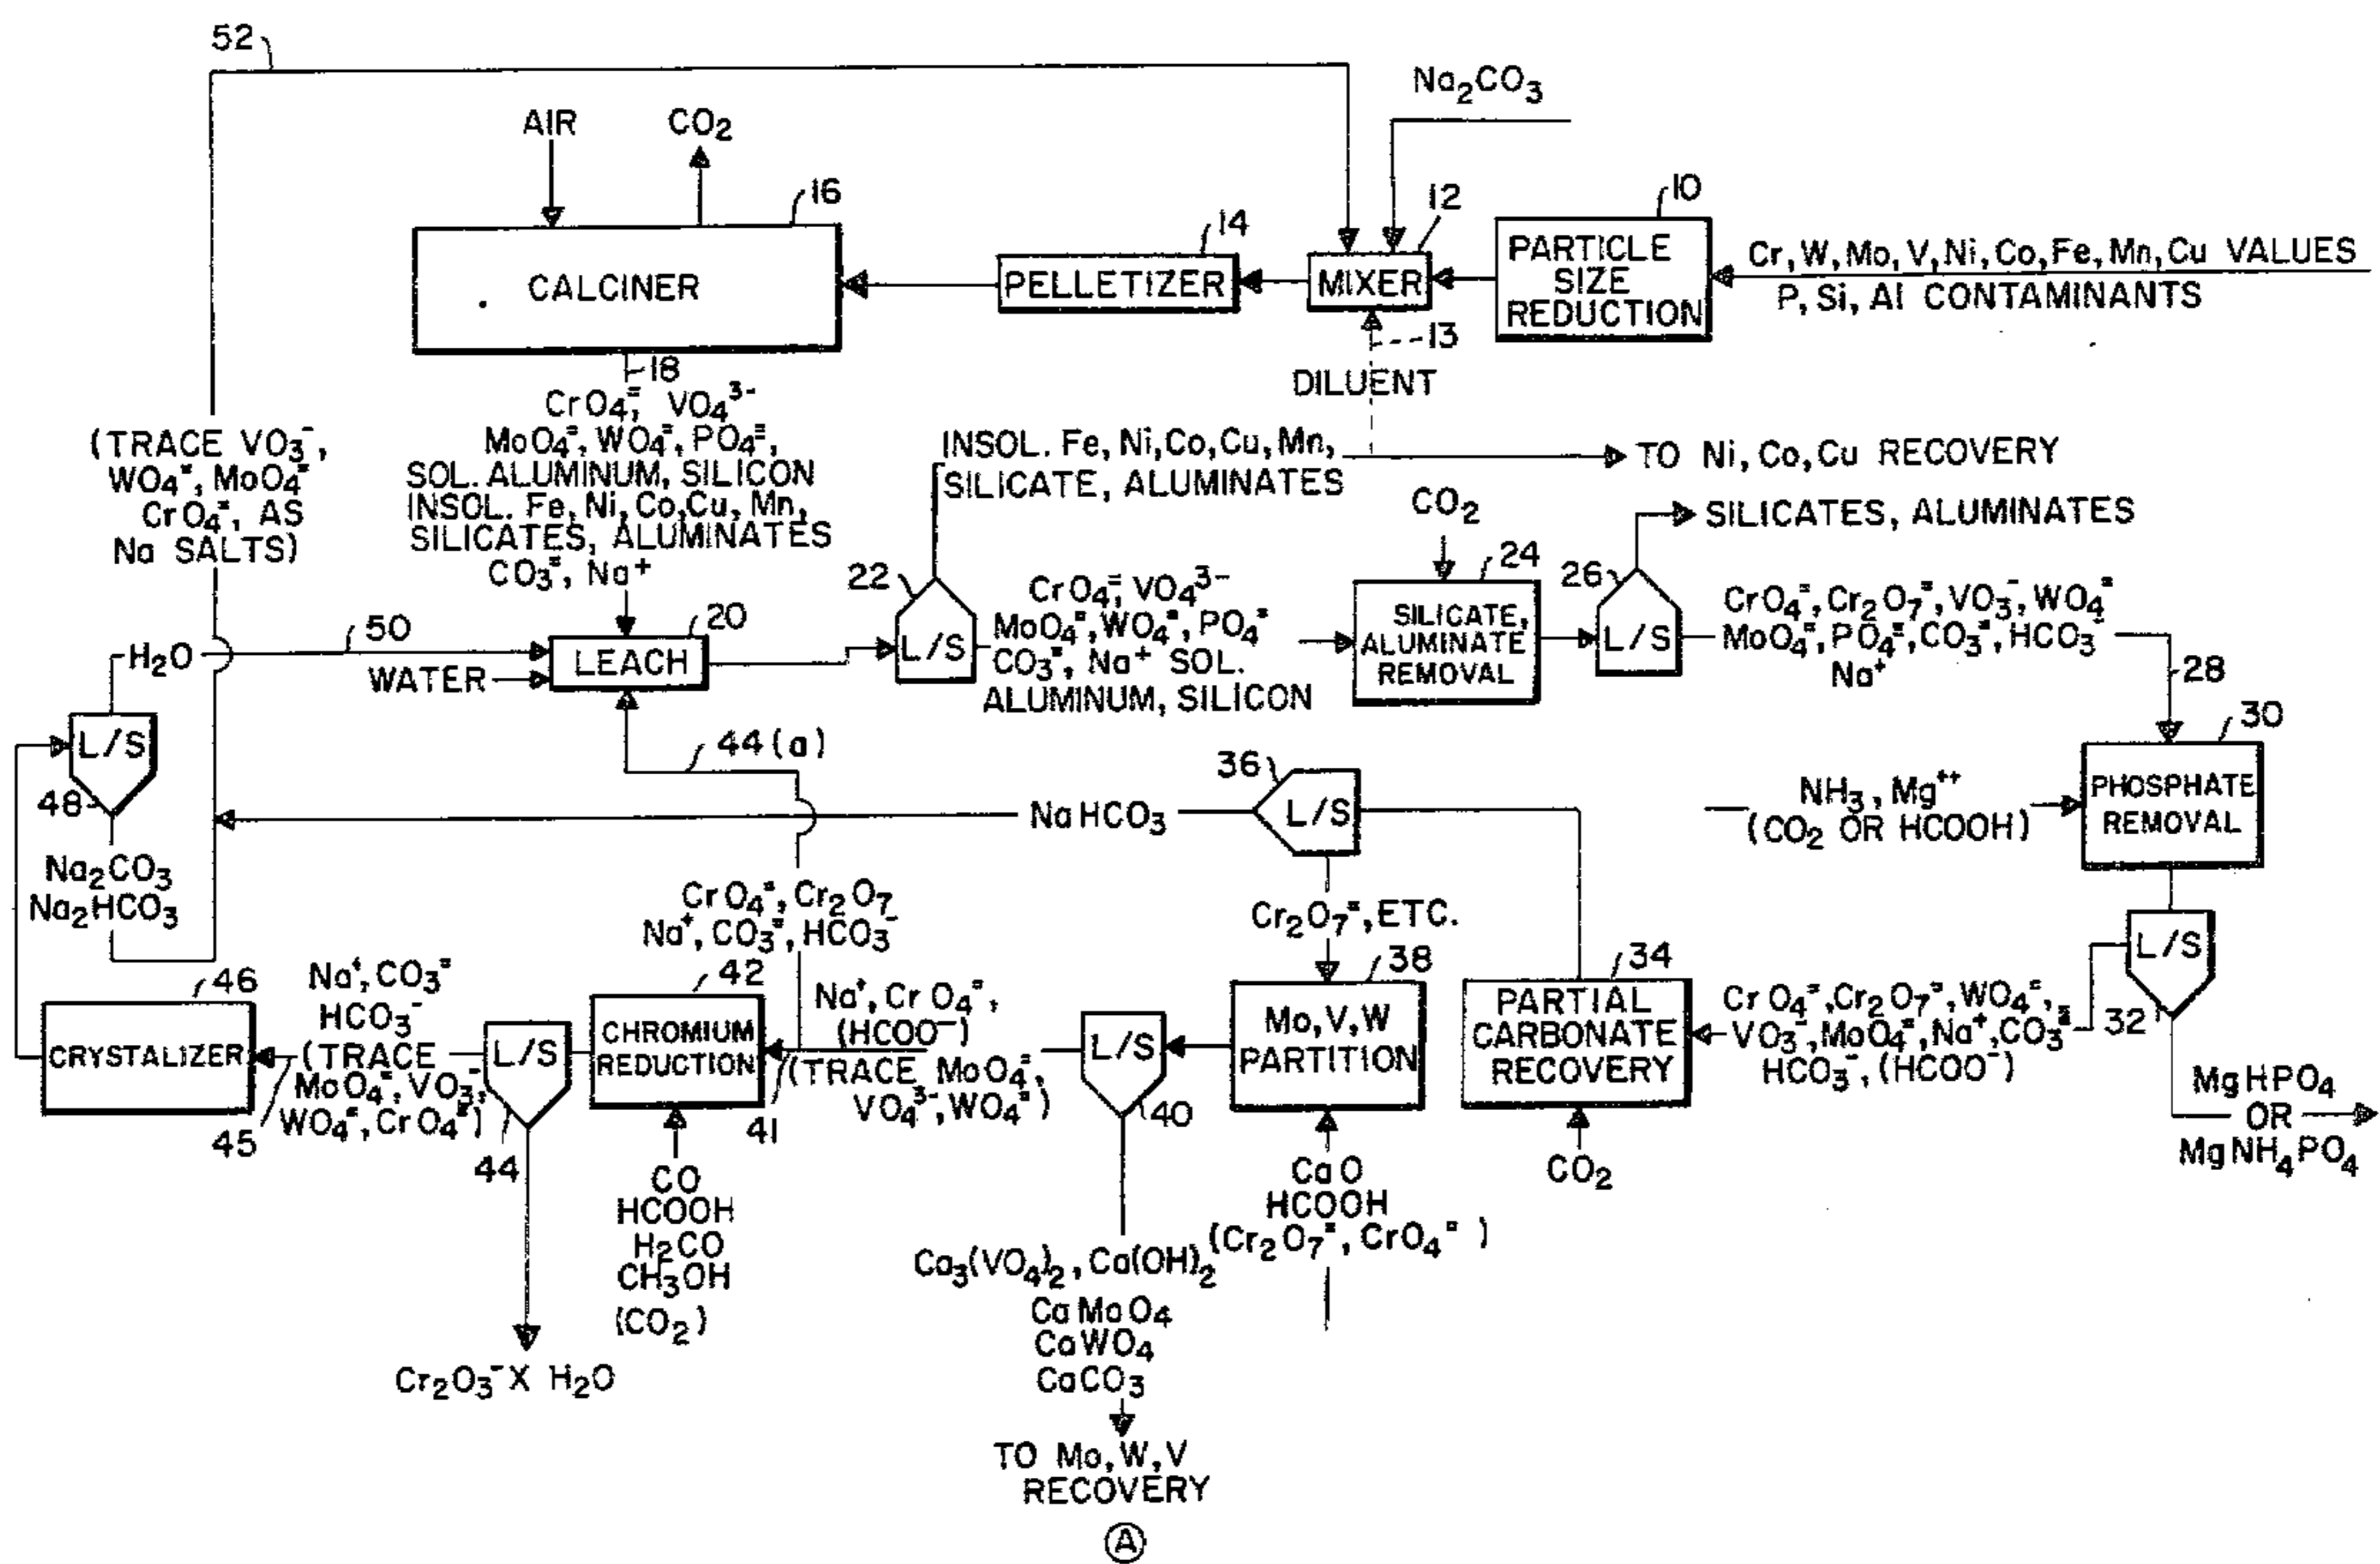 52
Na₂CO₃
AIR
CO₂
16
14
12
10
CALCINER
PELLETIZER
MIXER
PARTICLE
SIZE
REDUCTION
Cr, W, Mo, V, Ni, Co, Fe, Mn, Cu VALUES
P, Si, Al CONTAMINANTS
13
DILUENT
18
CrO₄⁼, VO₄³⁻
MoO₄⁼, WO₄⁼, PO₄⁼,
SOL. ALUMINUM, SILICON
INSOL. Fe, Ni, Co, Cu, Mn,
SILICATES, ALUMINATES
CO₃⁼, Na⁺
(TRACE VO₃⁻,
WO₄⁼, MoO₄⁼
CrO₄⁼, AS
Na SALTS)
INSOL. Fe, Ni, Co, Cu, Mn,
SILICATE, ALUMINATES
TO Ni, Co, Cu RECOVERY
CO₂
SILICATES, ALUMINATES
22
24
26
20
50
H₂O
WATER
LEACH
L/S
CrO₄⁼, VO₄³⁻
MoO₄⁼, WO₄⁼, PO₄⁼
CO₃⁼, Na⁺ SOL.
ALUMINUM, SILICON
SILICATE,
ALUMINATE
REMOVAL
L/S
CrO₄⁼, Cr₂O₇⁼, VO₃⁻, WO₄⁼
MoO₄⁼, PO₄⁼, CO₃⁼, HCO₃⁻
Na⁺
28
30
L/S
48
44(a)
36
L/S
NaHCO₃
NH₃, Mg⁺⁺
(CO₂ OR HCOOH)
PHOSPHATE
REMOVAL
Na₂CO₃
Na₂HCO₃
CrO₄⁼, Cr₂O₇
Na⁺, CO₃⁼, HCO₃⁻
Cr₂O₇⁼, ETC.
L/S
32
46
CRYSTALIZER
Na⁺, CO₃⁼
HCO₃⁻
(TRACE
MoO₄⁼, VO₃⁻,
WO₄⁼, CrO₄⁼)
45
L/S
44
42
CHROMIUM
REDUCTION
41
Na⁺, CrO₄⁼,
(HCOO⁻)
(TRACE MoO₄⁼,
VO₄³⁻, WO₄⁼)
L/S
40
38
Mo, V, W
PARTITION
34
PARTIAL
CARBONATE
RECOVERY
CrO₄⁼, Cr₂O₇⁼, WO₄⁼,
VO₃⁻, MoO₄⁼, Na⁺, CO₃⁼
HCO₃⁻, (HCOO⁻)
MgHPO₄
OR
MgNH₄PO₄
CO
HCOOH
H₂CO
CH₃OH
(CO₂)
CaO
HCOOH
(Cr₂O₇⁼, CrO₄⁼ )
CO₂
Ca₃(VO₄)₂, Ca(OH)₂
CaMoO₄
CaWO₄
CaCO₃
Cr₂O₃⁻X H₂O
TO Mo, W, V
RECOVERY
A